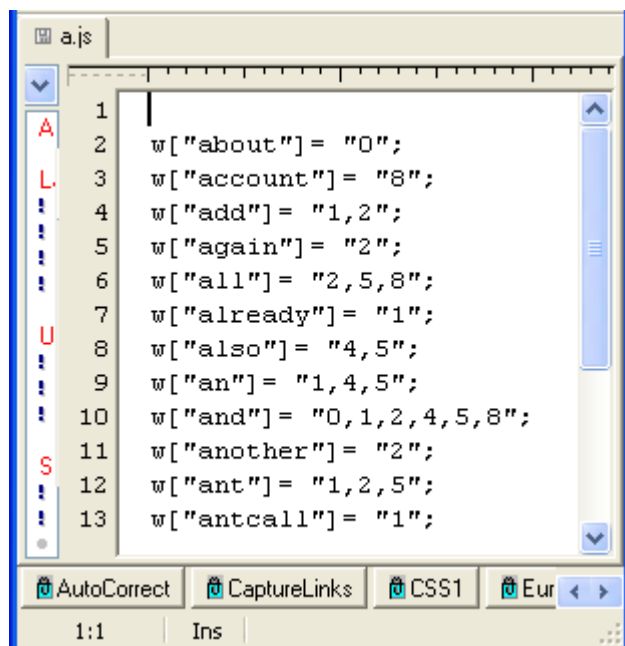 a.js
A
1
2 w["about"]= "0";
L. 3 w["account"]= "8";
4 w["add"]= "1,2";
5 w["again"]= "2";
6 w["all"]= "2,5,8";
7 w["already"]= "1";
U 8 w["also"]= "4,5";
9 w["an"]= "1,4,5";
10 w["and"]= "0,1,2,4,5,8";
11 w["another"]= "2";
S 12 w["ant"]= "1,2,5";
13 w["antcall"]= "1";
AutoCorrect CaptureLinks CSS1 Eur
1:1 Ins